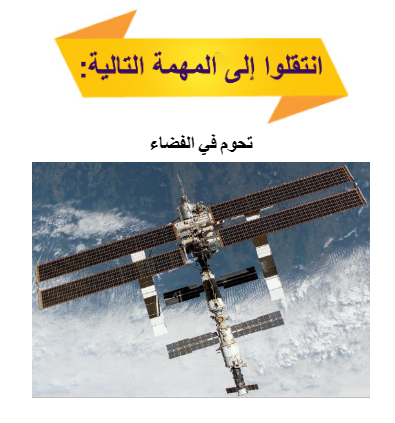 انتقلوا إلى المهمة التالية:
تحوم في الفضاء